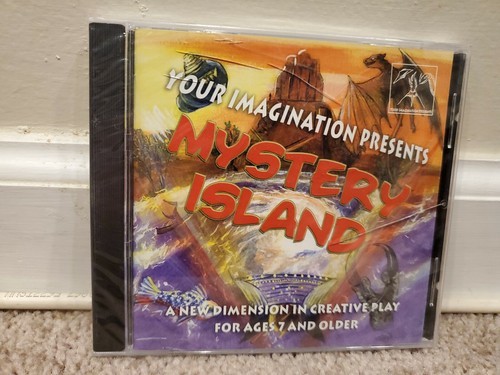 YOUR IMAGINATION PRESENTS
MYSTERY
ISLAND
A NEW DIMENSION IN CREATIVE PLAY
FOR AGES 7 AND OLDER